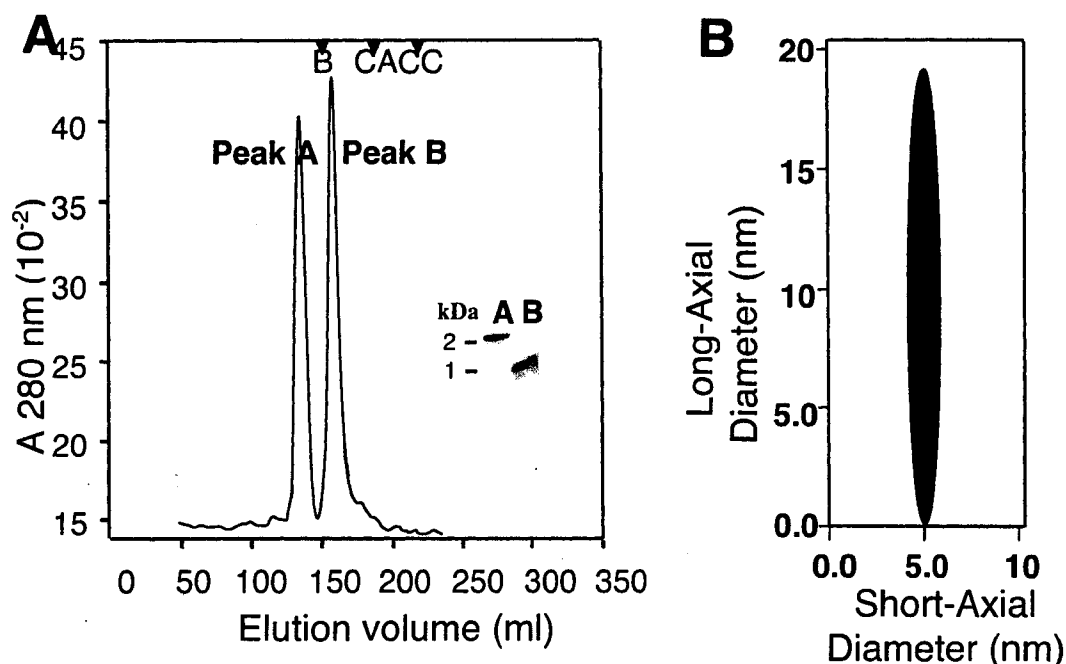 A
45
B CACC
40
Peak A Peak B
35
30
25
20
15
A 280 nm (10-2)
kDa A B
2
1
0 50 100 150 200 250 300 350
Elution volume (ml)
B
20
15
10
5.0
0.0
Long-Axial
Diameter (nm)
0.0 5.0 10
Short-Axial
Diameter (nm)